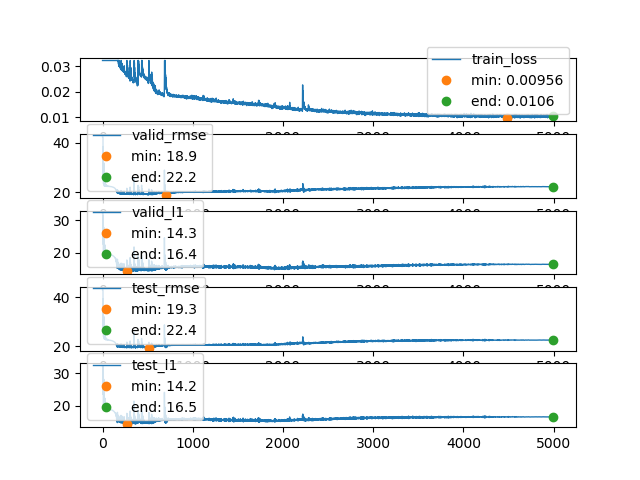 0.03
0.02
0.01
train_loss
min: 0.00956
end: 0.0106
40
20
valid_rmse
min: 18.9
end: 22.2
30
20
valid_l1
min: 14.3
end: 16.4
40
20
test_rmse
min: 19.3
end: 22.4
30
20
test_l1
min: 14.2
end: 16.5
0 1000 2000 3000 4000 5000